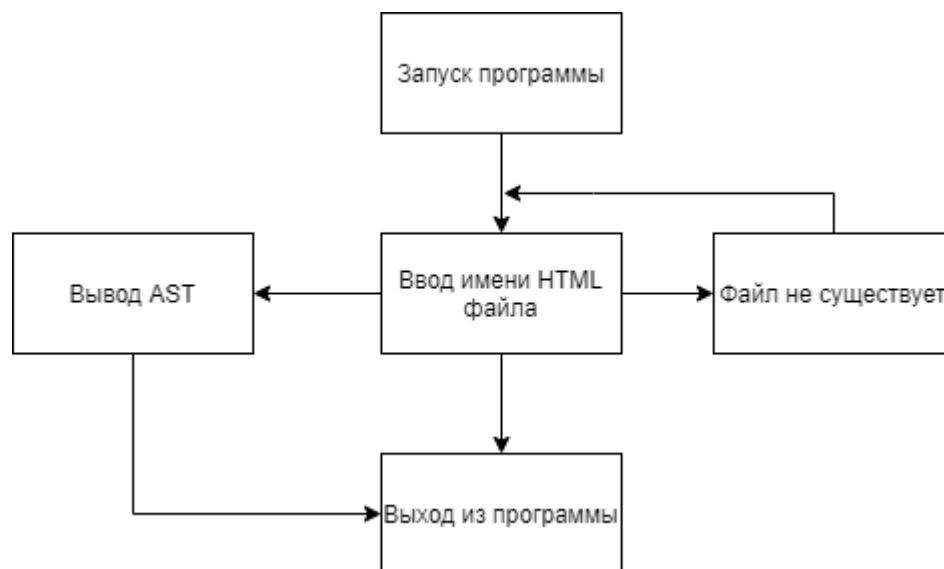 Запуск программы
Вывод AST
Ввод имени HTML
файла
Файл не существует
Выход из программы